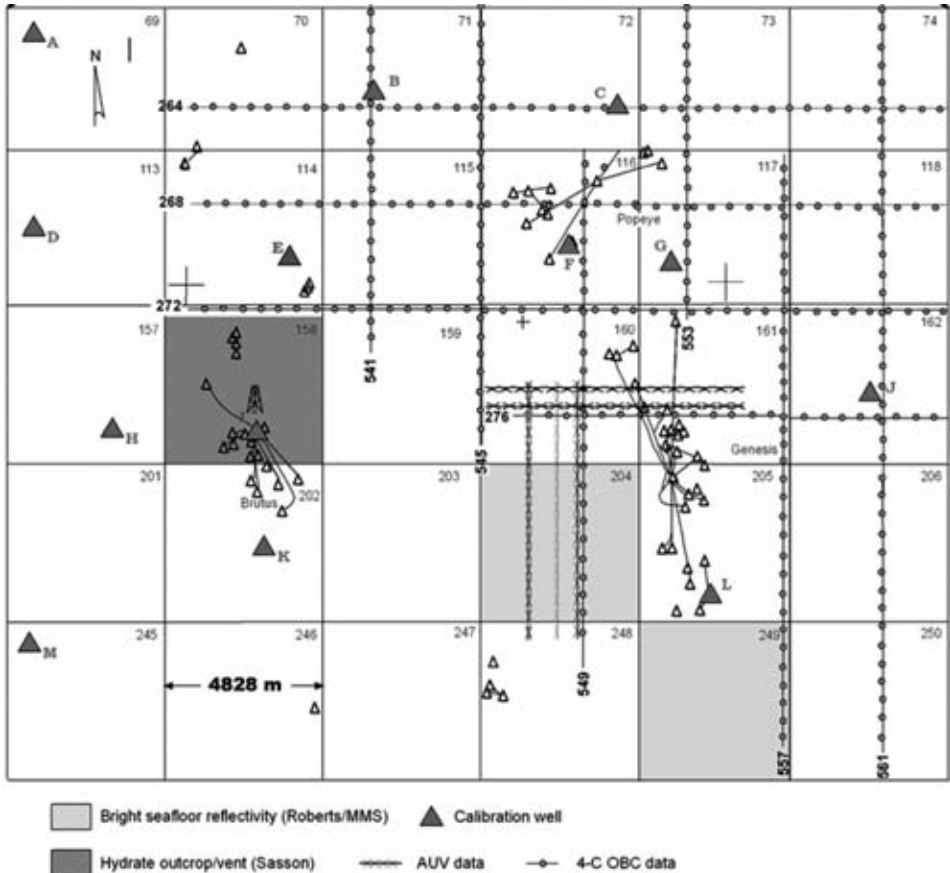 69 70 71 72 73 74
A
N
B
C
264
113 114 115 116 117 118
268
Popeye
D
E
F
G
272
157 158 159 160 161 162
553
541
J
276
H
Genesis
545
201 202 203 204 205 206
Brutus
K
L
245 246 247 248 249 250
M
4828 m
549
557
561
Bright seafloor reflectivity (Roberts/MMS) Calibration well
Hydrate outcrop/vent (Sasson) AUV data 4-C OBC data